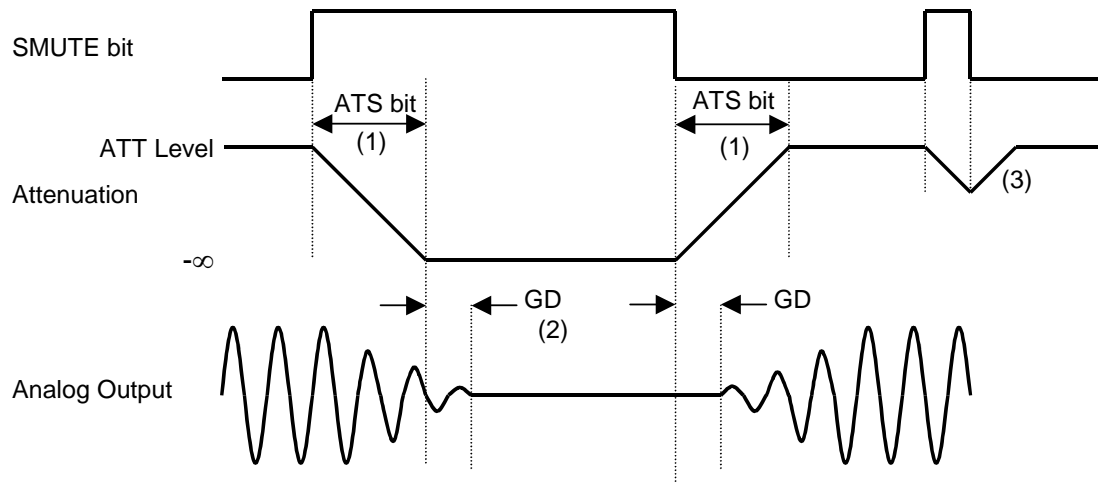 SMUTE bit
ATS bit
(1)
ATS bit
(1)
ATT Level
Attenuation
(3)
-∞
GD
(2)
GD
Analog Output